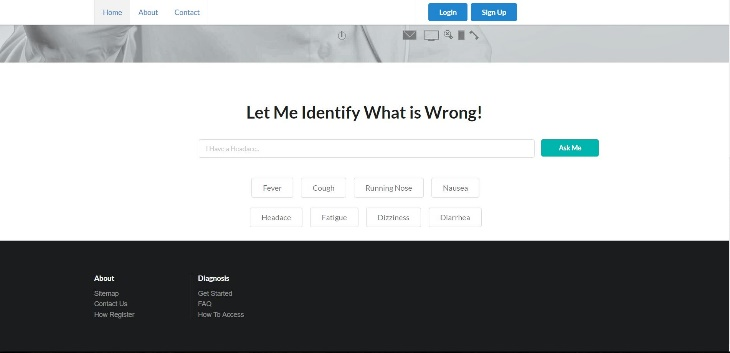 Home About Contact Login Sign Up
Let Me Identify What is Wrong!
I Have a Headace... Ask Me
Fever Cough Running Nose Nausea
Headace Fatigue Dizziness Diarrhea
About Diagnosis
Sitemap Get Started
Contact Us FAQ
How Register How To Access